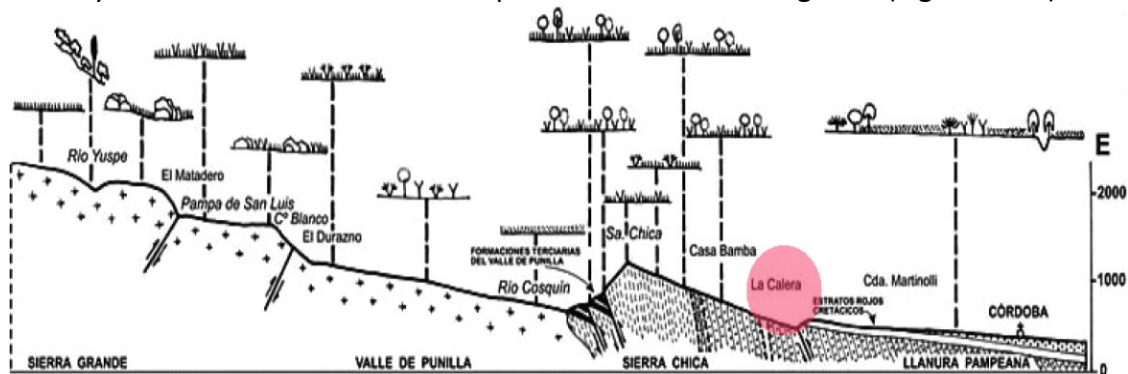 E
Río Yuspe
El Matadero
Pampa de San Luis
Cº Blanco
El Durazno
FORMACIONES TERCIARIAS
DEL VALLE DE PUNILLA
Río Cosquín
Sa. Chica
Casa Bamba
La Calera
ESTRATOS ROJOS
CRETACICOS
Cda. Martinolli
CÓRDOBA
2000
1000
0
SIERRA GRANDE
VALLE DE PUNILLA
SIERRA CHICA
LLANURA PAMPEANA